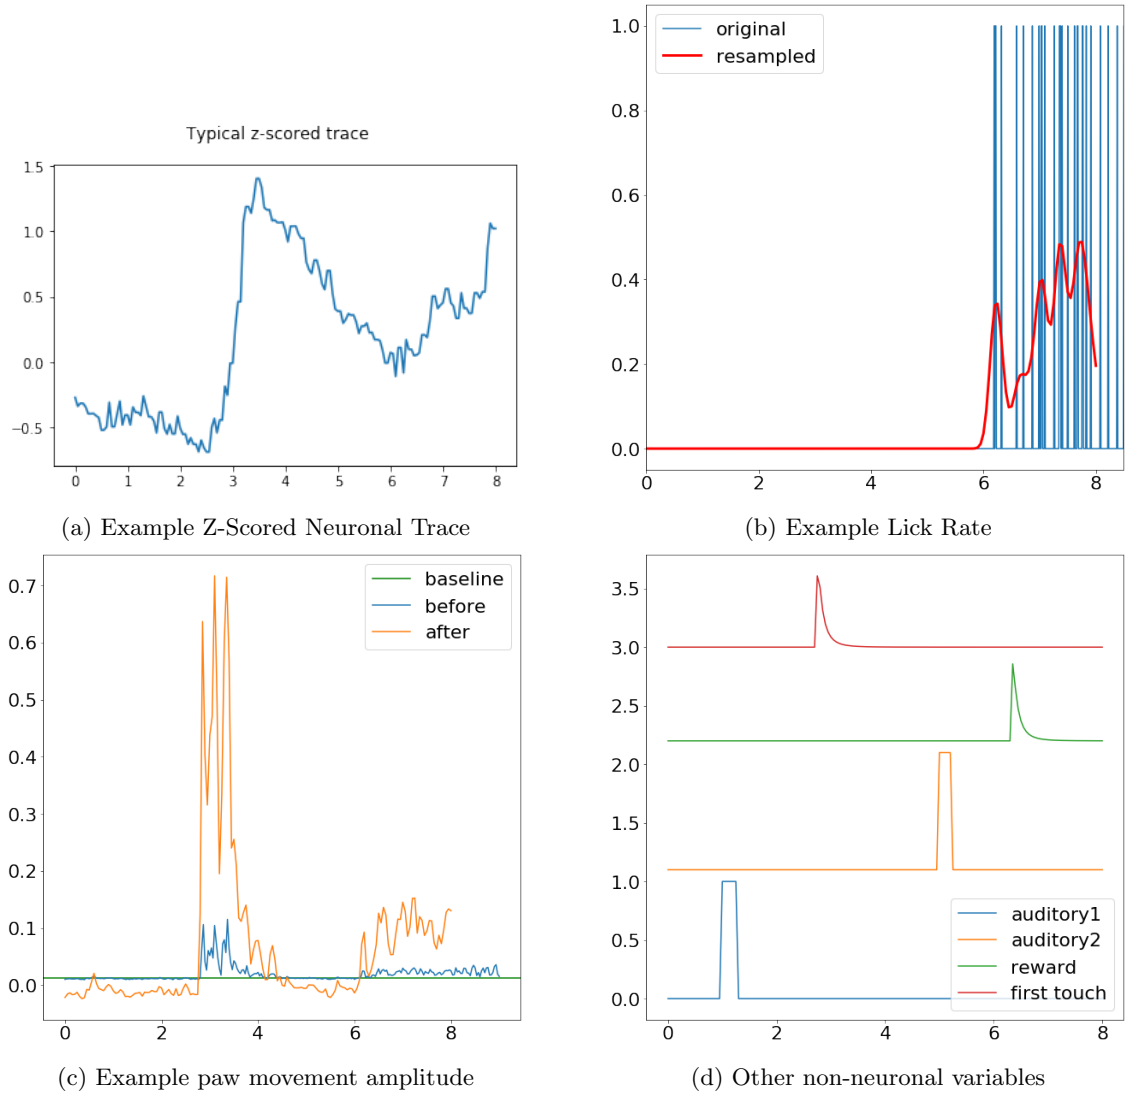 Typical z-scored trace
1.5
1.0
0.5
0.0
−0.5
0 1 2 3 4 5 6 7 8
(a) Example Z-Scored Neuronal Trace
original
resampled
1.0
0.8
0.6
0.4
0.2
0.0
0 2 4 6 8
(b) Example Lick Rate
baseline
before
after
0.7
0.6
0.5
0.4
0.3
0.2
0.1
0.0
0 2 4 6 8
(c) Example paw movement amplitude
3.5
3.0
2.5
2.0
1.5
1.0
0.5
0.0
auditory1
auditory2
reward
first touch
0 2 4 6 8
(d) Other non-neuronal variables